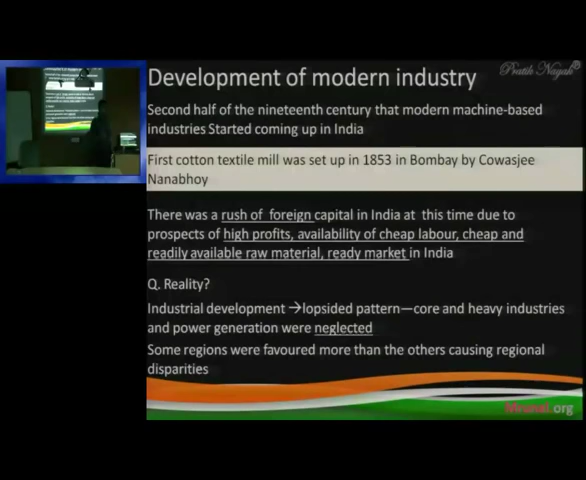 Development of modern industry
Pratik Nayak
Second half of the nineteenth century that modern machine-based
industries Started coming up in India
First cotton textile mill was set up in 1853 in Bombay by Cowasjee
Nanabhoy
There was a rush of foreign capital in India at this time due to
prospects of high profits, availability of cheap labour, cheap and
readily available raw material, ready market in India
Q. Reality?
Industrial development →lopsided pattern—core and heavy industries
and power generation were neglected
Some regions were favoured more than the others causing regional
disparities
Mrunal.org